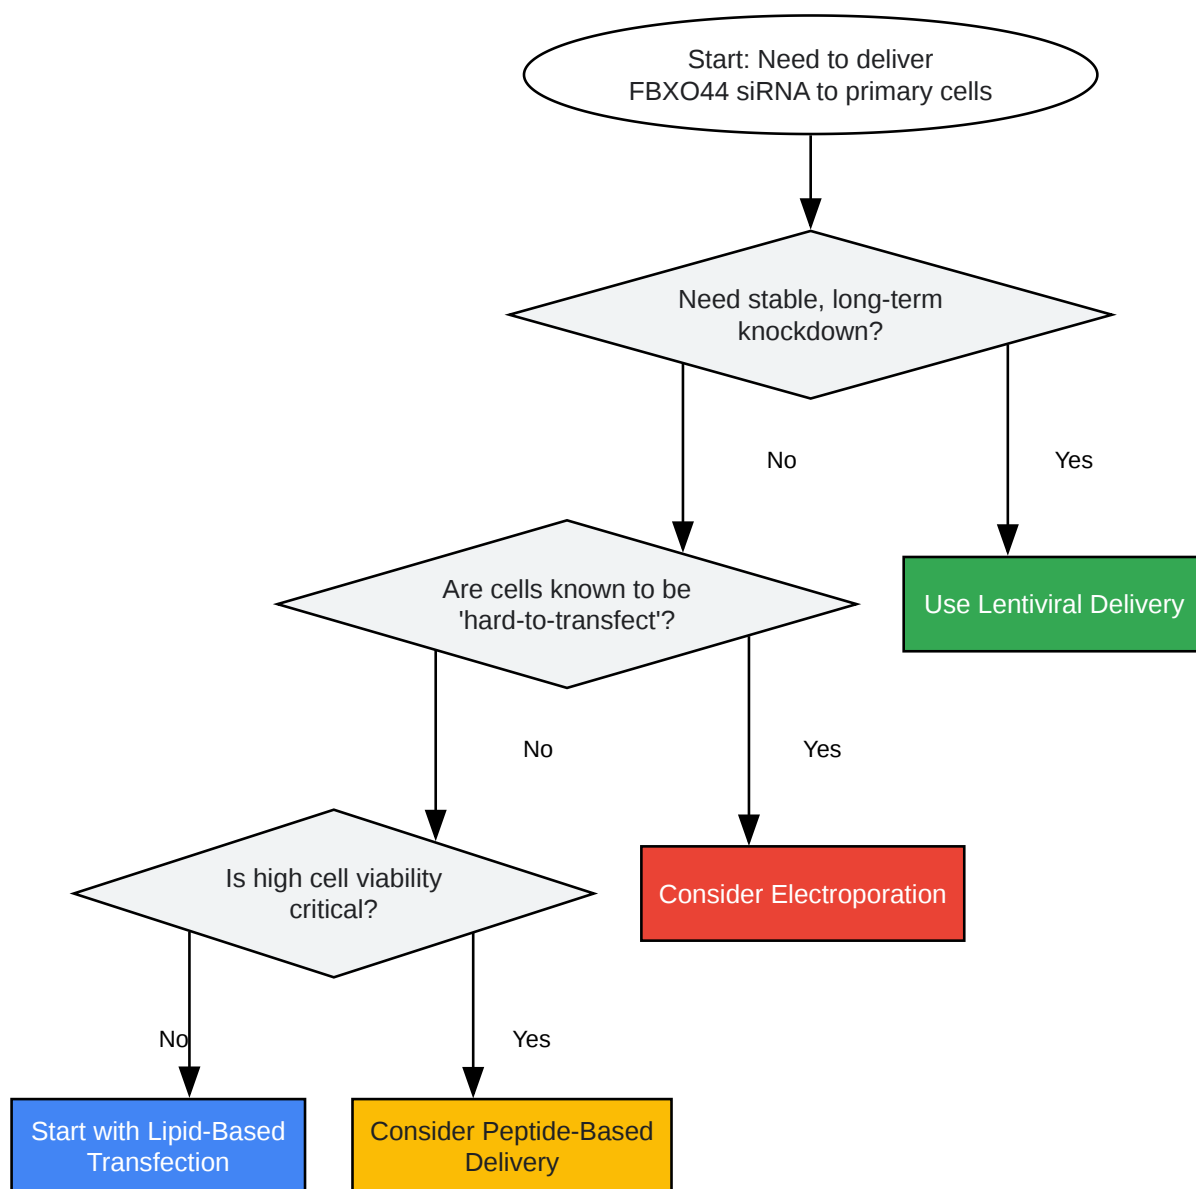 Start: Need to deliver
FBXO44 siRNA to primary cells
Need stable, long-term
knockdown?
No
Yes
Are cells known to be
'hard-to-transfect'?
Use Lentiviral Delivery
No
Yes
Is high cell viability
critical?
Consider Electroporation
No
Yes
Start with Lipid-Based
Transfection
Consider Peptide-Based
Delivery